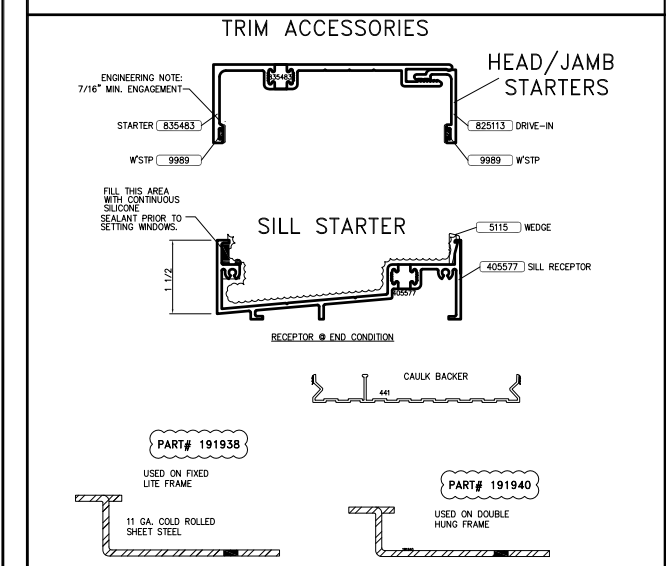 TRIM ACCESSORIES
HEAD/JAMB
STARTERS
ENGINEERING NOTE:
7/16" MIN. ENGAGEMENT
835483
STARTER 835483
825113 DRIVE-IN
W'STP 9989
9989 W'STP
FILL THIS AREA
WITH CONTINUOUS
SILICONE
SEALANT PRIOR TO
SETTING WINDOWS.
SILL STARTER
5115 WEDGE
405577 SILL RECEPTOR
1 1/2
405577
RECEPTOR @ END CONDITION
CAULK BACKER
441
PART# 191938
USED ON FIXED
LITE FRAME
PART# 191940
11 GA. COLD ROLLED
SHEET STEEL
USED ON DOUBLE
HUNG FRAME